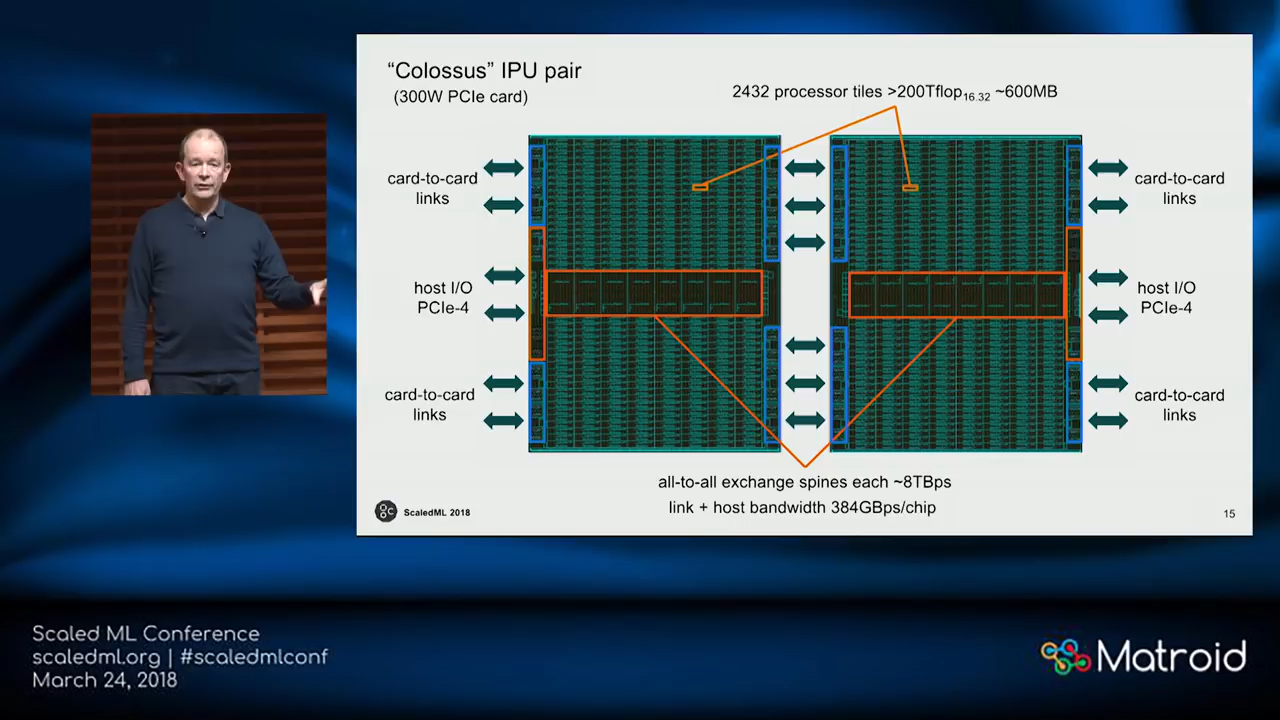 “Colossus” IPU pair
(300W PCIe card)
2432 processor tiles >200Tflop16.32 ~600MB
card-to-card
links
card-to-card
links
host I/O
PCIe-4
host I/O
PCIe-4
card-to-card
links
card-to-card
links
all-to-all exchange spines each ~8TBps
link + host bandwidth 384GBps/chip
ScaledML 2018
15
Scaled ML Conference
scaledml.org | #scaledmlconf
March 24, 2018
Matroid